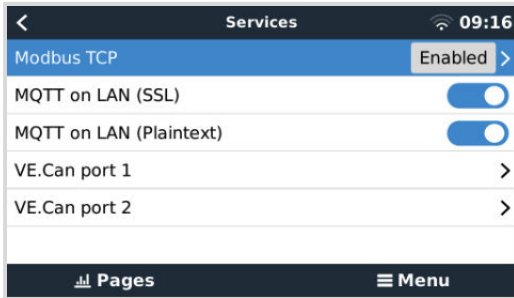 Services 09:16
Modbus TCP Enabled
MQTT on LAN (SSL)
MQTT on LAN (Plaintext)
VE.Can port 1
VE.Can port 2
Pages Menu